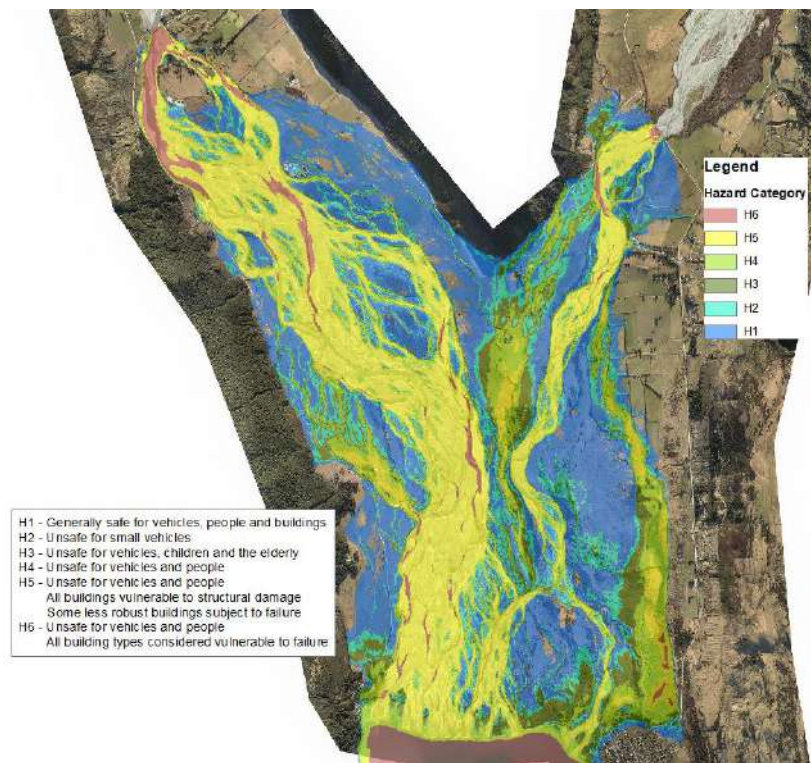 Legend
Hazard Category
H6
H5
H4
H3
H2
H1
H1 - Generally safe for vehicles, people and buildings
H2 - Unsafe for small vehicles
H3 - Unsafe for vehicles, children and the elderly
H4 - Unsafe for vehicles and people
H5 - Unsafe for vehicles and people
All buildings vulnerable to structural damage
Some less robust buildings subject to failure
H6 - Unsafe for vehicles and people
All building types considered vulnerable to failure